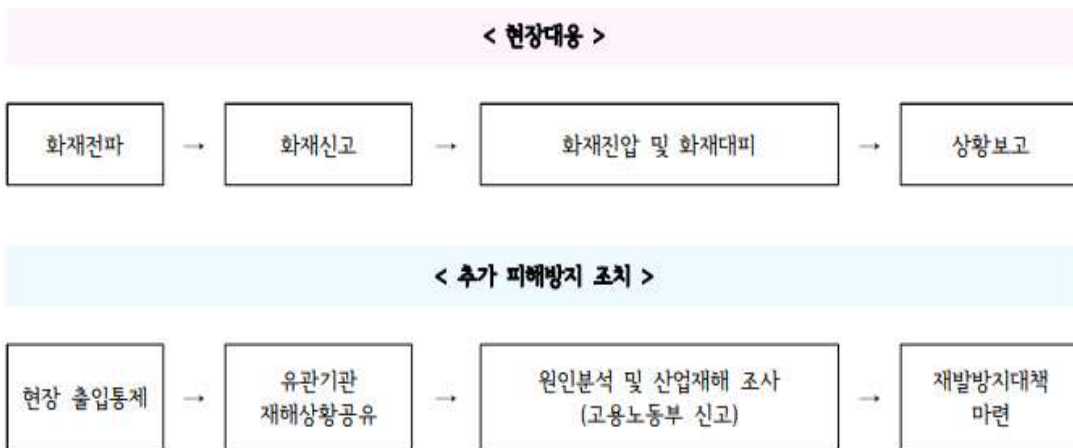 < 현장대응 >
화재전파 → 화재신고 → 화재진압 및 화재대피 → 상황보고
< 추가 피해방지 조치 >
현장 출입통제 → 유관기관
재해상황공유 → 원인분석 및 산업재해 조사
(고용노동부 신고) → 재발방지대책
마련